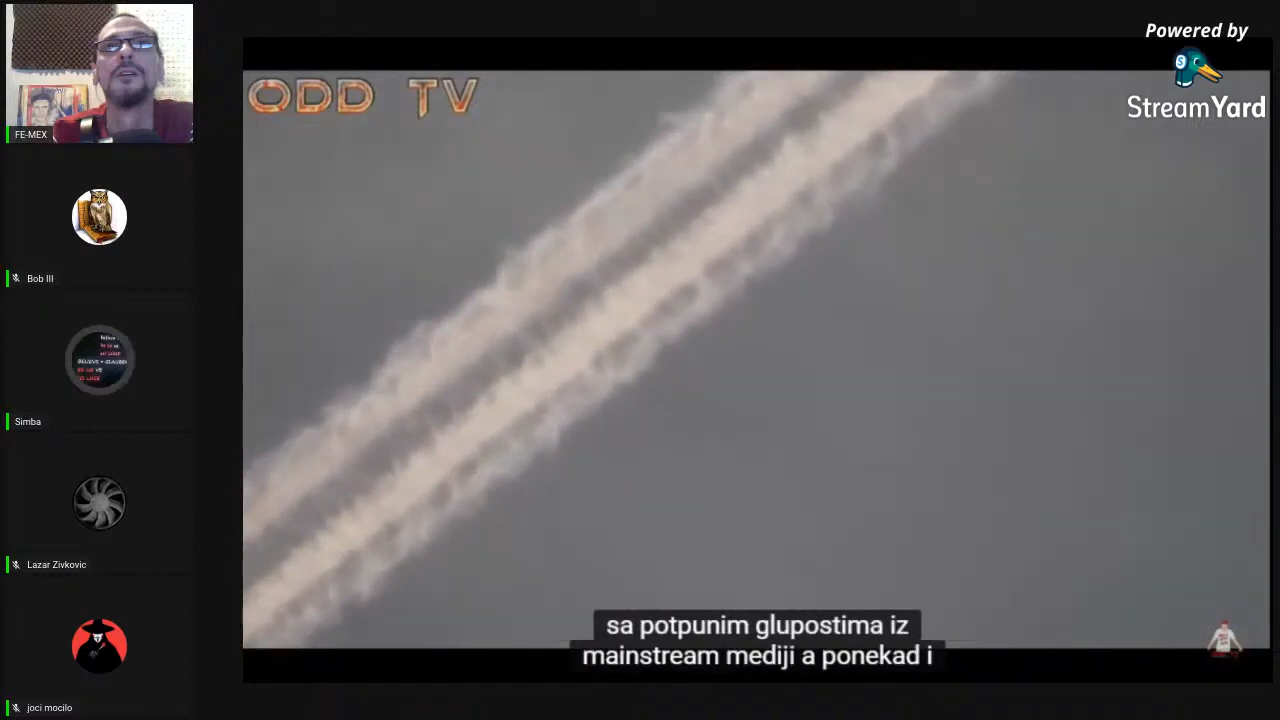 Powered by
StreamYard
ODD TV
FE-MEX
Bob III
Simba
Lazar Zivkovic
joci mocilo
sa potpunim glupostima iz
mainstream mediji a ponekad i